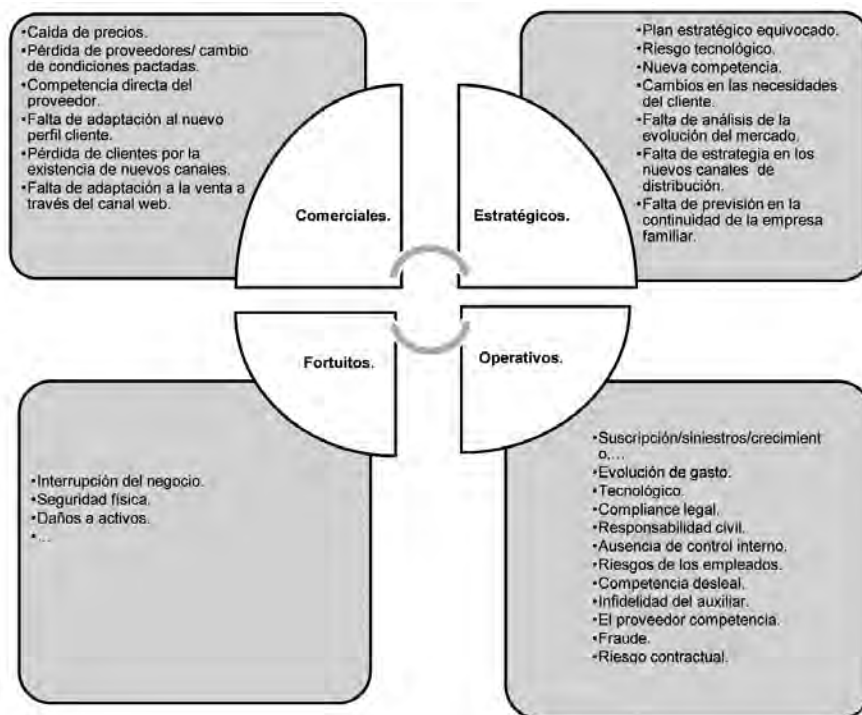 •Caída de precios.
•Pérdida de proveedores/ cambio
de condiciones pactadas.
•Competencia directa del
proveedor.
•Falta de adaptación al nuevo
perfil cliente.
•Pérdida de clientes por la
existencia de nuevos canales.
•Falta de adaptación a la venta a
través del canal web.
Comerciales.
•Plan estratégico equivocado.
•Riesgo tecnológico.
•Nueva competencia.
•Cambios en las necesidades
del cliente.
•Falta de análisis de la
evolución del mercado.
•Falta de estrategia en los
nuevos canales de
distribución.
•Falta de previsión en la
continuidad de la empresa
familiar.
Estratégicos.
Fortuitos.
•Interrupción del negocio.
•Seguridad física.
•Daños a activos.
•...
Operativos.
•Suscripción/siniestros/crecimient
o,...
•Evolución de gasto.
•Tecnológico.
•Compliance legal.
•Responsabilidad civil.
•Ausencia de control interno.
•Riesgos de los empleados.
•Competencia desleal.
•Infidelidad del auxiliar.
•El proveedor competencia.
•Fraude.
•Riesgo contractual.